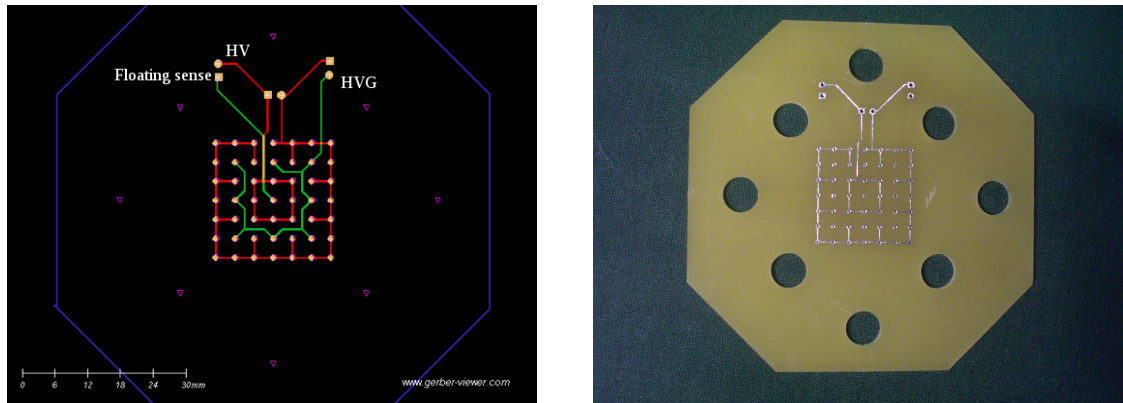 HV
Floating sense
HVG
0 6 12 18 24 30mm
www.gerber-viewer.com